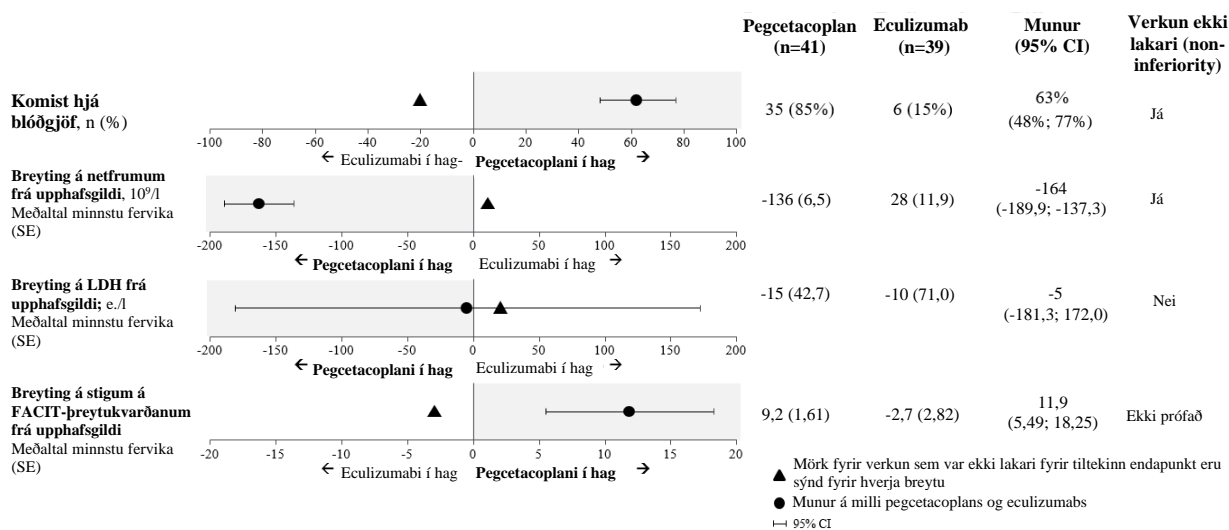 Pegcetacoplan
(n=41)
Eculizumab
(n=39)
Munur
(95% CI)
Verkun ekki
lakari (non-
inferiority)
Komist hjá
blóðgjöf, n (%)
35 (85%)
6 (15%)
63%
(48%; 77%)
Já
-100 -80 -60 -40 -20 0 20 40 60 80 100
← Eculizumabi í hag- Pegcetacoplani í hag →
Breyting á netfrumum
frá upphafsgildi, 10⁹/l
Meðaltal minnstu fervika
(SE)
-136 (6,5)
28 (11,9)
-164
(-189,9; -137,3)
Já
-200 -150 -100 -50 0 50 100 150 200
← Pegcetacoplani í hag Eculizumabi í hag →
Breyting á LDH frá
upphafsgildi; e./l
Meðaltal minnstu fervika
(SE)
-15 (42,7)
-10 (71,0)
-5
(-181,3; 172,0)
Nei
-200 -150 -100 -50 0 50 100 150 200
← Pegcetacoplani í hag Eculizumabi í hag →
Breyting á stigum á
FACIT-þreytukvarðanum
frá upphafsgildi
Meðaltal minnstu fervika
(SE)
9,2 (1,61)
-2,7 (2,82)
11,9
(5,49; 18,25)
Ekki prófað
-20 -15 -10 -5 0 5 10 12 20
← Eculizumabi í hag Pegcetacoplani í hag →
▲ Mörk fyrir verkun sem var ekki lakari fyrir tiltekinn endapunkt eru
sýnd fyrir hverja breytu
● Munur á milli pegcetacoplans og eculizumabs
95% CI